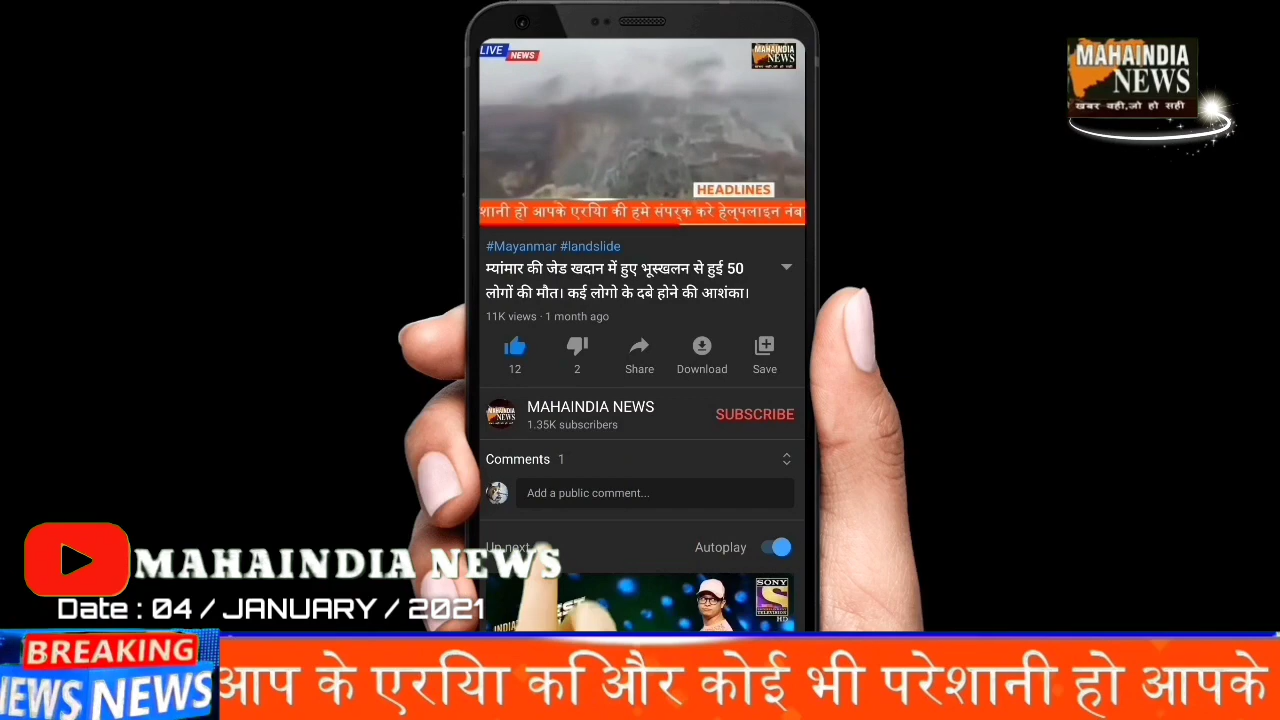 LIVE
NEWS
MAHAINDIA
NEWS
HEADLINES
शानी हो आपके एरिया की हमे संपर्क करे हेल्पलाइन नंब
#Mayanmar #landslide
म्यांमार की जेड खदान में हुए भूस्खलन से हुई 50
लोगों की मौत। कई लोगो के दबे होने की आशंका।
11K views · 1 month ago
12
2
Share
Download
Save
MAHAINDIA NEWS
1.35K subscribers
SUBSCRIBE
Comments 1
Add a public comment...
Up next
Autoplay
SONY
HD
MAHAINDIA
NEWS
खबर वही,जो हो सही
MAHAINDIA NEWS
Date : 04 / JANUARY / 2021
BREAKING
NEWS NEWS
आप के एरिया कि और कोई भी परेशानी हो आपके